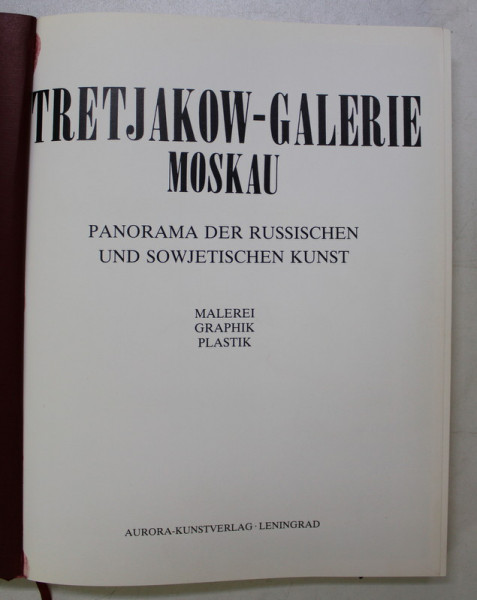 TRETJAKOW-GALERIE
MOSKAU
PANORAMA DER RUSSISCHEN
UND SOWJETISCHEN KUNST
MALEREI
GRAPHIK
PLASTIK
AURORA-KUNSTVERLAG · LENINGRAD